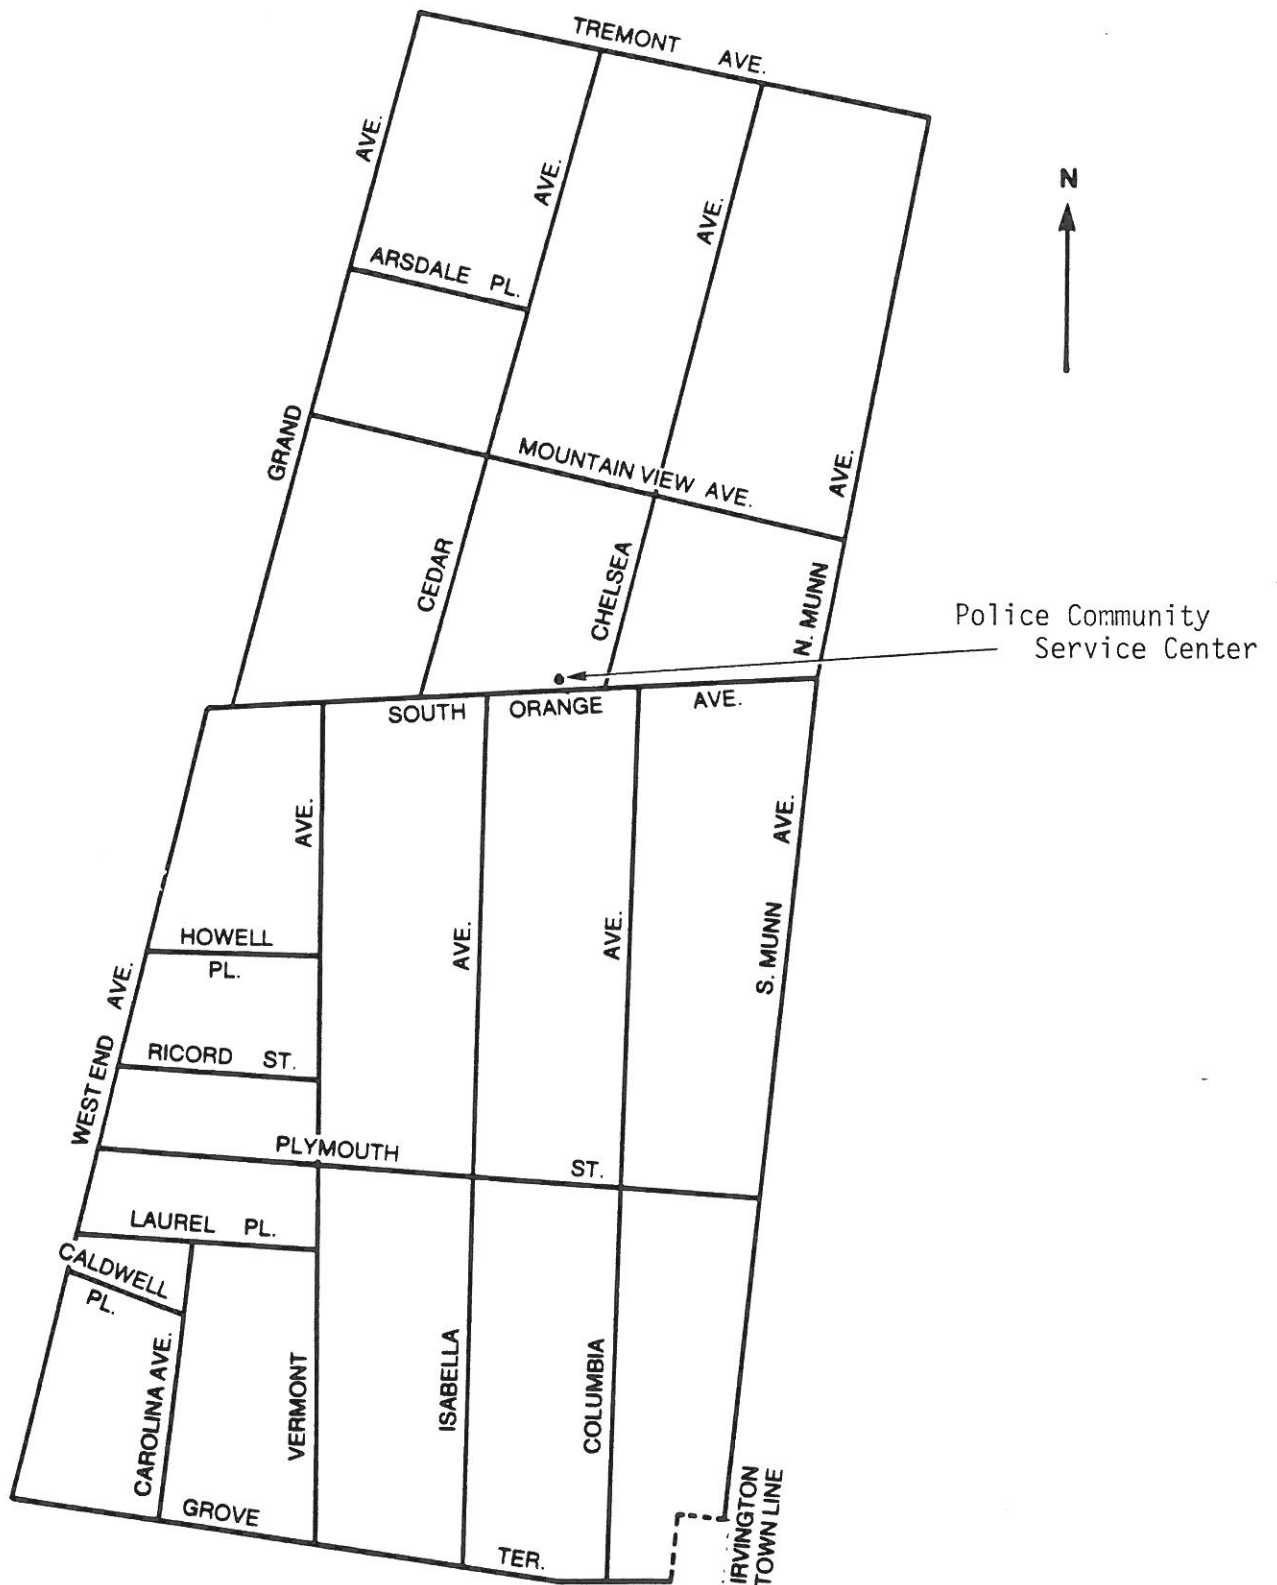 TREMONT AVE.
AVE.
AVE.
AVE.
N
ARSDALE PL.
GRAND
MOUNTAIN VIEW AVE.
AVE.
CEDAR
CHELSEA
N. MUNN
Police Community
Service Center
SOUTH ORANGE AVE.
AVE.
AVE.
AVE.
AVE.
S. MUNN
HOWELL
PL.
AVE.
WEST END
RICORD ST.
PLYMOUTH ST.
LAUREL PL.
CALDWELL
PL.
CAROLINA AVE.
VERMONT
ISABELLA
COLUMBIA
GROVE TER.
IRVINGTON
TOWN LINE